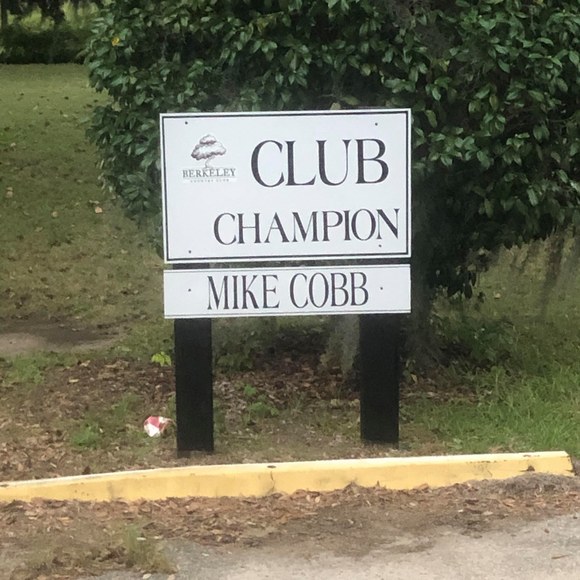 BERKELEY
COUNTRY CLUB
CLUB
CHAMPION
MIKE COBB